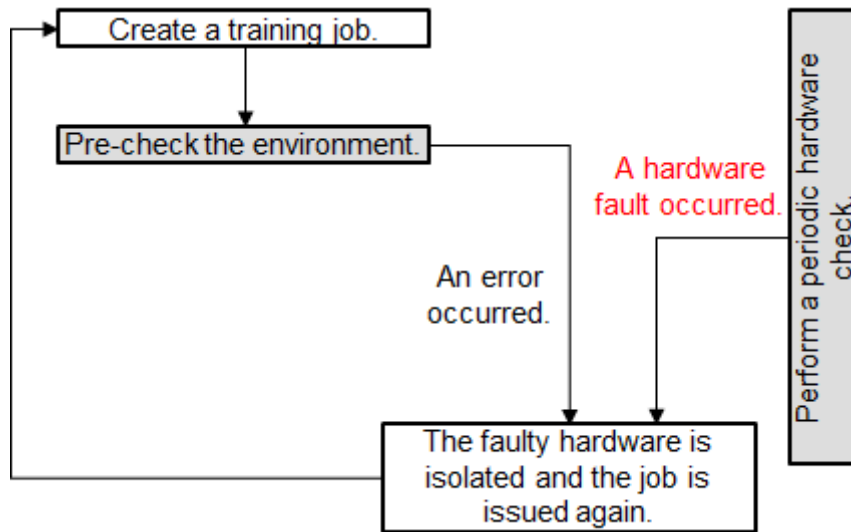 Create a training job.
Pre-check the environment.
A hardware
fault occurred.
An error
occurred.
Perform a periodic hardware
check.
The faulty hardware is
isolated and the job is
issued again.